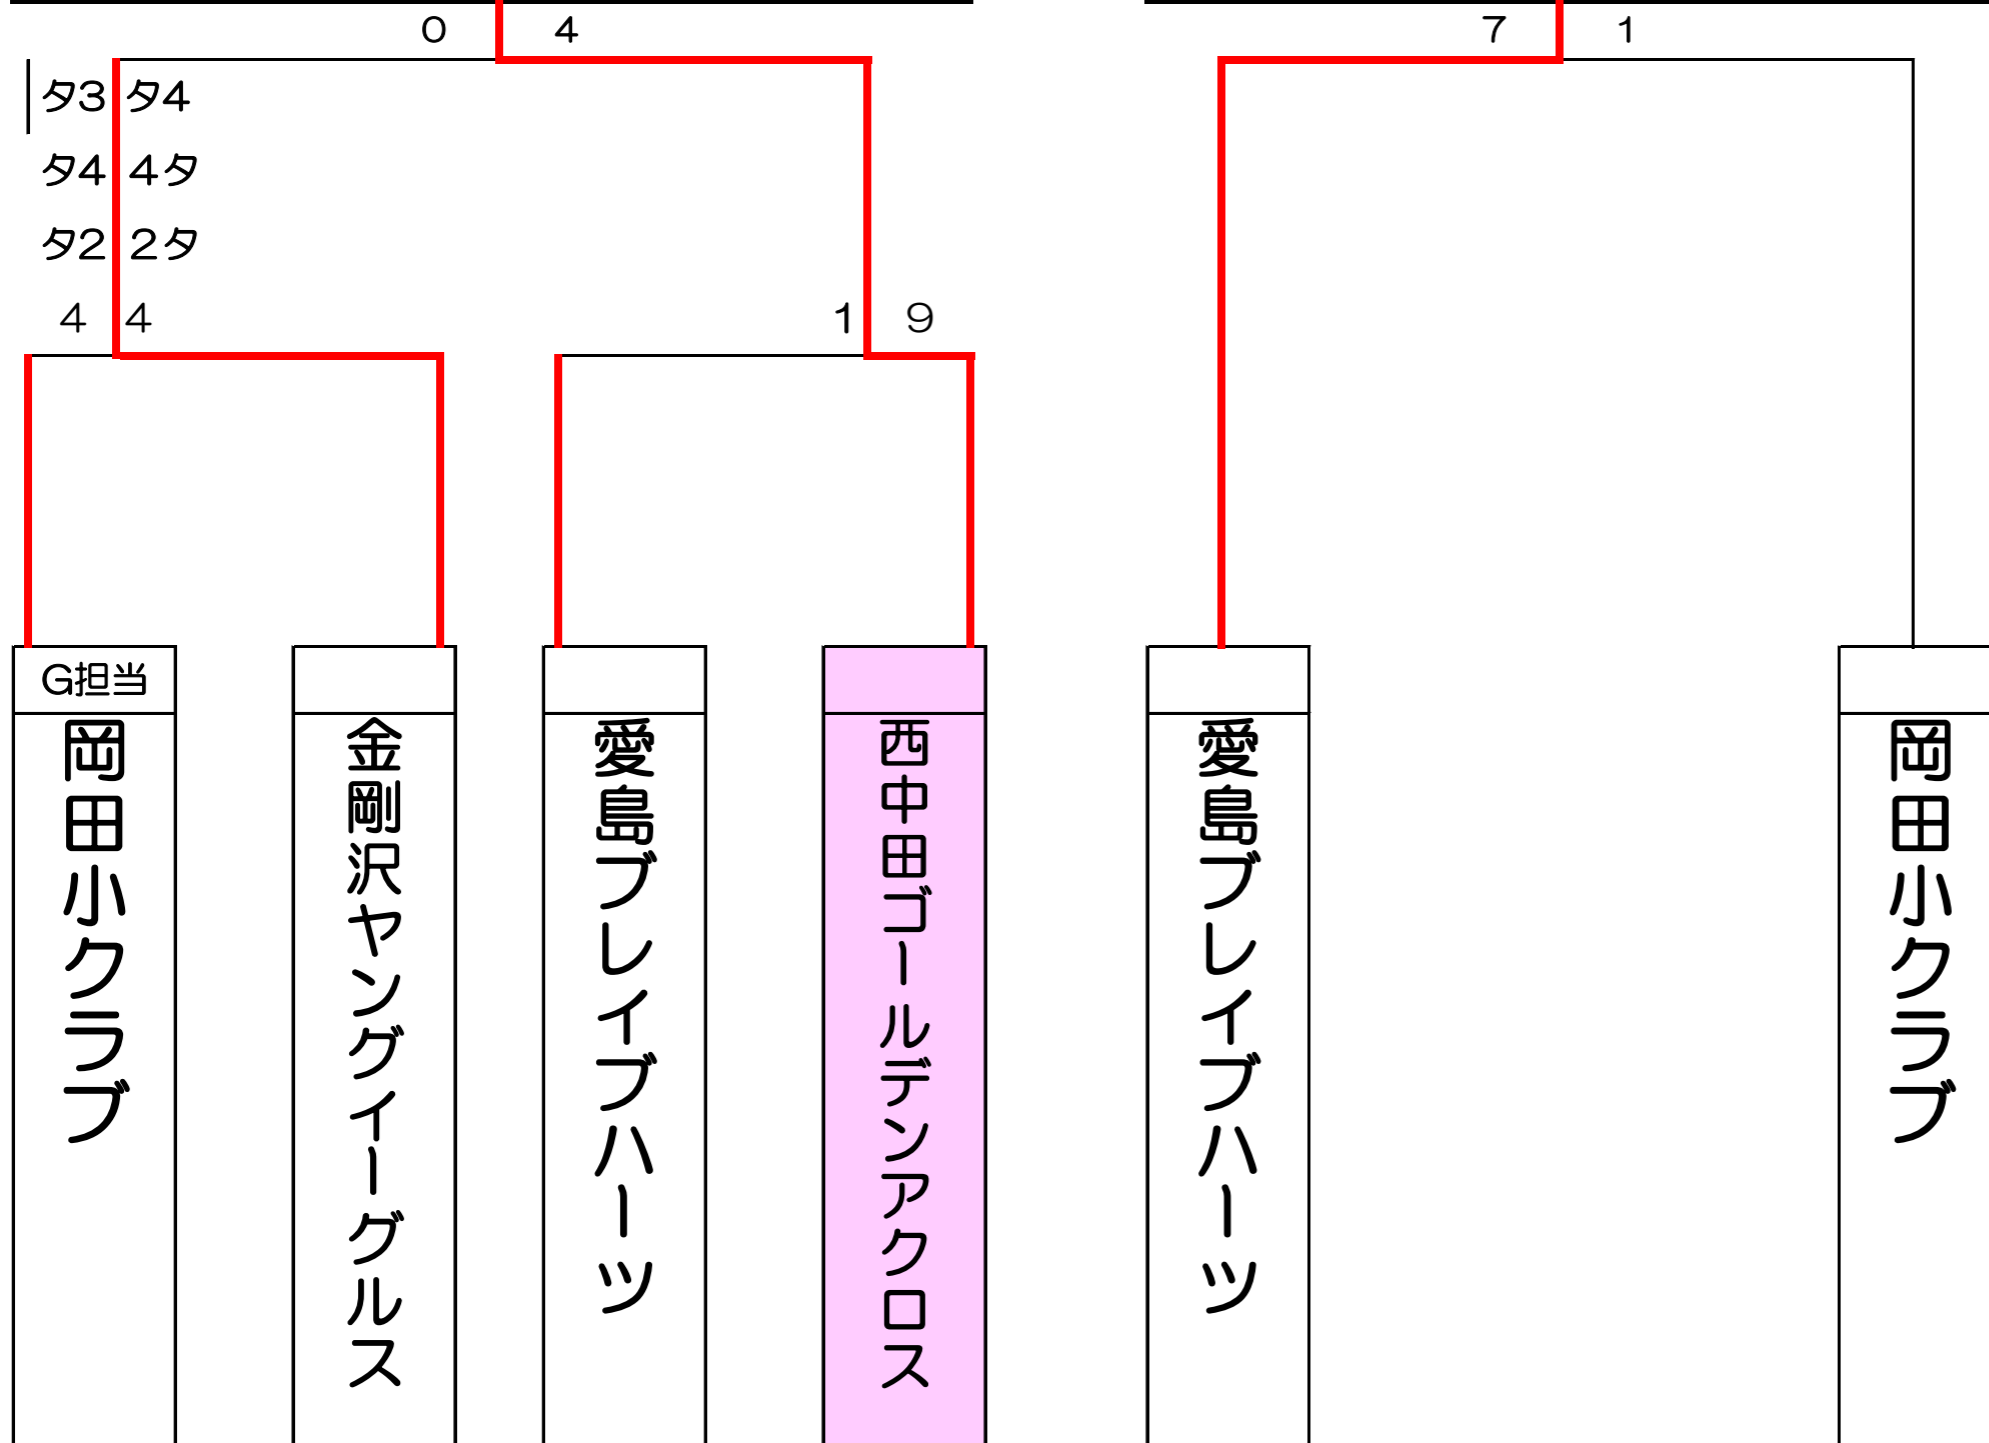 0 4
7 1
タ3 タ4
タ4 4タ
タ2 2タ
4 4
1 9
G担当
岡田小クラブ
金剛沢ヤングイーグルス
愛島ブレイブハーツ
西中田ゴールデンアクロス
愛島ブレイブハーツ
岡田小クラブ